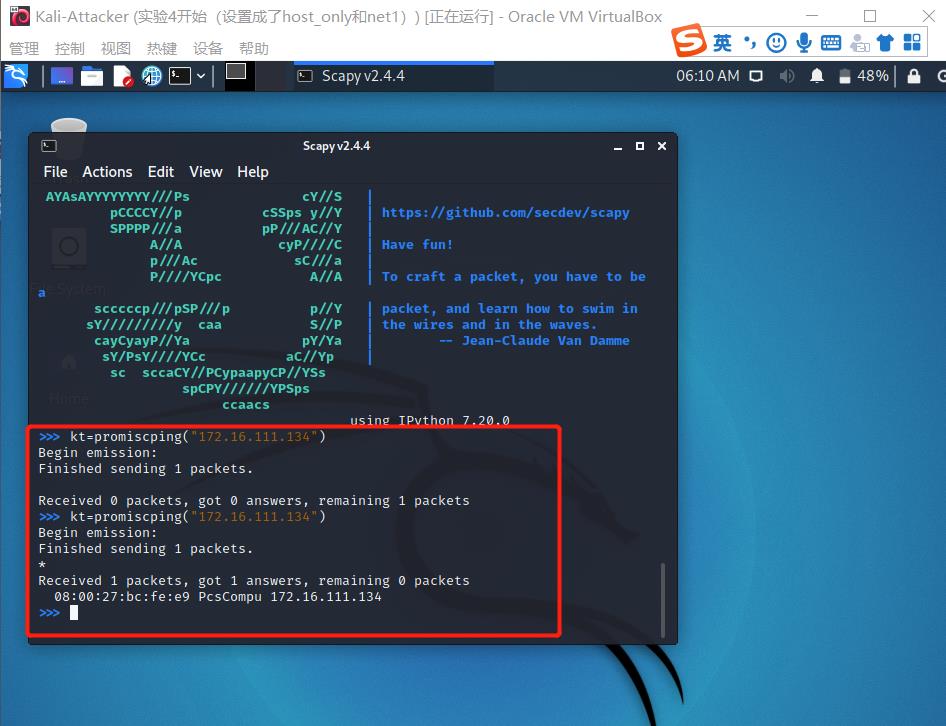 Kali-Attacker (实验4开始（设置成了host_only和net1）) [正在运行] - Oracle VM VirtualBox
管理 控制 视图 热键 设备 帮助
英
Scapy v2.4.4
06:10 AM
48%
Scapy v2.4.4
File Actions Edit View Help
AYAsAYYYYYYYY///Ps cY//S |
pCCCCY//p cSSps y//Y | https://github.com/secdev/scapy
SPPPP///a pP///AC//Y |
A//A cyP////C | Have fun!
p///Ac sC///a |
P////YCpc A//A | To craft a packet, you have to be
a
File System
scccccp///pSP///p p//Y | packet, and learn how to swim in
sY/////////y caa S//P | the wires and in the waves.
cayCyayP//Ya pY/Ya | -- Jean-Claude Van Damme
sY/PsY////YCc aC//Yp |
sc sccaCY//PCypaapyCP//YSs
spCPY//////YPSps
Home
ccaacs
using IPython 7.20.0
>>> kt=promiscping("172.16.111.134")
Begin emission:
Finished sending 1 packets.
Received 0 packets, got 0 answers, remaining 1 packets
>>> kt=promiscping("172.16.111.134")
Begin emission:
Finished sending 1 packets.
*
Received 1 packets, got 1 answers, remaining 0 packets
08:00:27:bc:fe:e9 PcsCompu 172.16.111.134
>>>